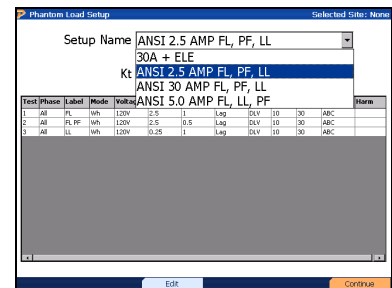 Phantom Load Setup Selected Site: None
Setup Name ANSI 2.5 AMP FL, PF, LL
30A + ELE
Kt ANSI 2.5 AMP FL, PF, LL
ANSI 30 AMP FL, PF, LL
ANSI 5.0 AMP FL, LL, PF
Test Phase Label Mode Voltag Harm
1 All FL Wh 120V 2.5 1 Lag DLV 10 30 ABC
2 All FL PF Wh 120V 2.5 0.5 Lag DLV 10 30 ABC
3 All LL Wh 120V 0.25 1 Lag DLV 10 30 ABC
Edit Continue